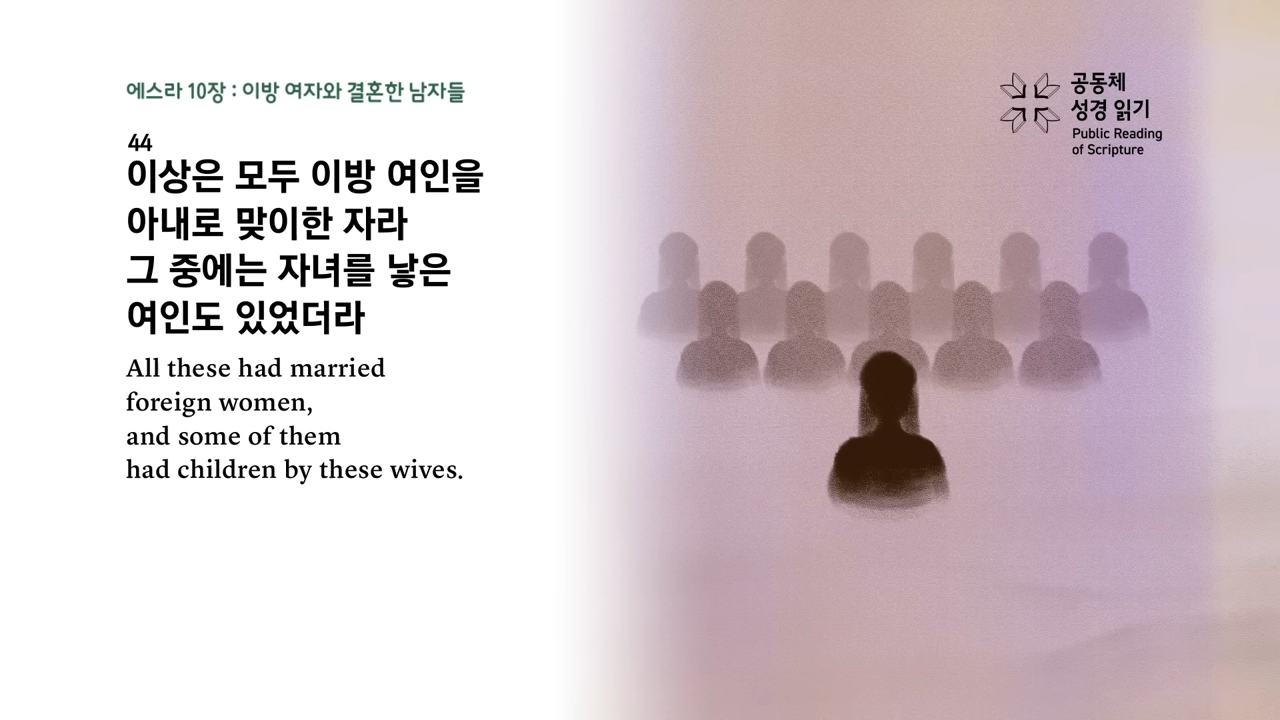 에스라 10장 : 이방 여자와 결혼한 남자들
44
이상은 모두 이방 여인을
아내로 맞이한 자라
그 중에는 자녀를 낳은
여인도 있었더라
All these had married
foreign women,
and some of them
had children by these wives.
공동체
성경 읽기
Public Reading
of Scripture